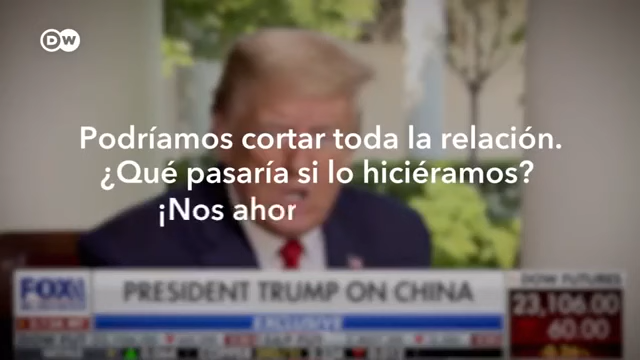 DW
Podríamos cortar toda la relación.
¿Qué pasaría si lo hiciéramos?
¡Nos ahor
FOX
PRESIDENT TRUMP ON CHINA
EXCLUSIVE
DOW FUTURES
23,106.00
60.00